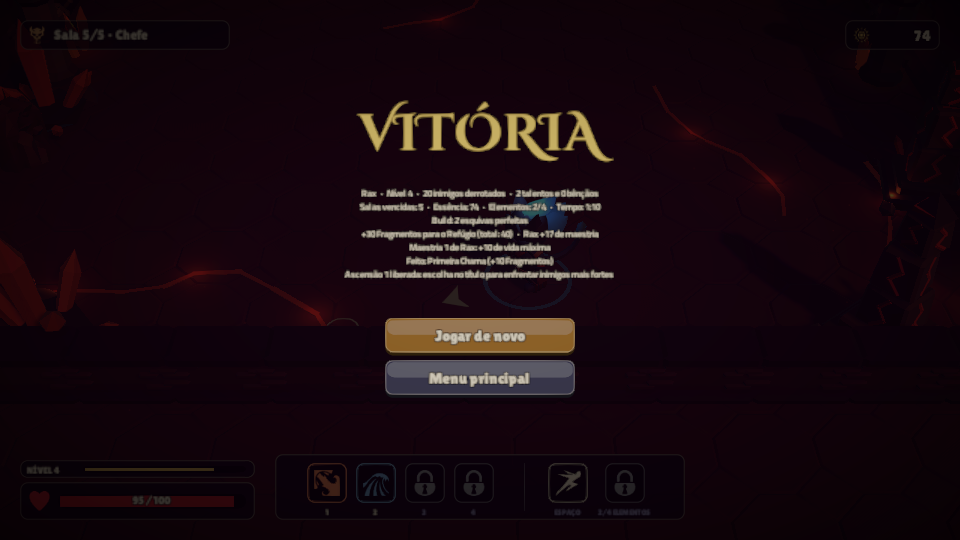 Sala 5/5 · Chefe
74
VITÓRIA
Rax · Nível 4 · 20 inimigos derrotados · 2 talentos e 0 bênçãos
Salas vencidas: 5 · Essência: 74 · Elementos: 2/4 · Tempo: 1:10
Build: 2 esquivas perfeitas
+30 Fragmentos para o Refúgio (total: 40) · Rax +17 de maestria
Maestria 1 de Rax: +10 de vida máxima
Feito: Primeira Chama (+10 Fragmentos)
Ascensão 1 liberada: escolha no título para enfrentar inimigos mais fortes
Jogar de novo
Menu principal
NÍVEL 4
95 / 100
1 2 3 4 ESPAÇO 2/4 ELEMENTOS